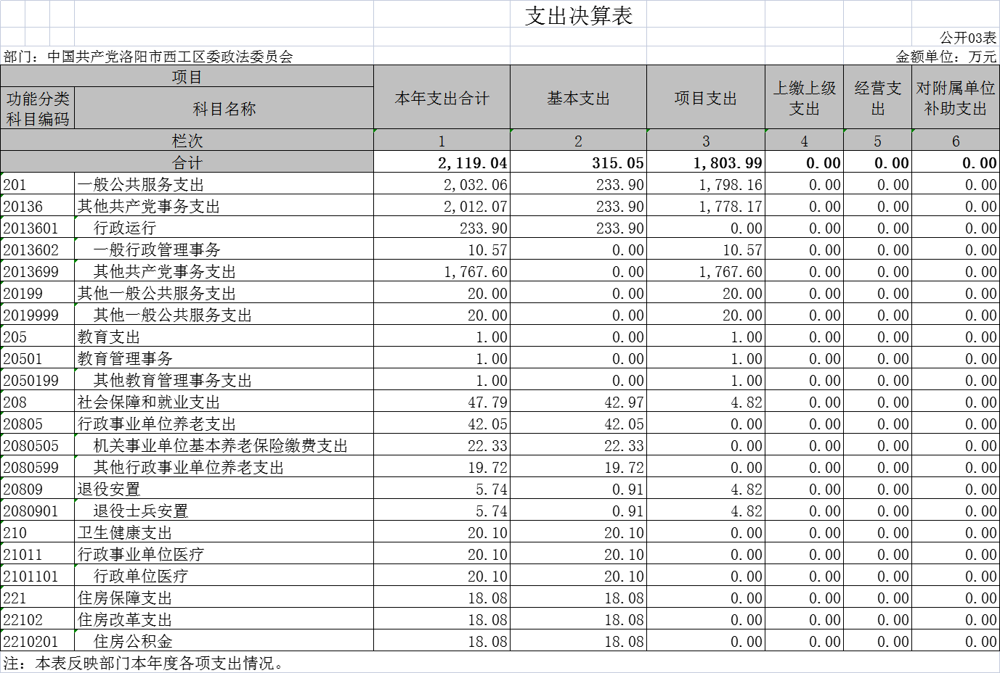 支出决算表
公开03表
部门：中国共产党洛阳市西工区委政法委员会 金额单位：万元
项目 本年支出合计 基本支出 项目支出 上缴上级支出 经营支出 对附属单位补助支出
功能分类科目编码 科目名称
栏次 1 2 3 4 5 6
合计 2,119.04 315.05 1,803.99 0.00 0.00 0.00
201 一般公共服务支出 2,032.06 233.90 1,798.16 0.00 0.00 0.00
20136 其他共产党事务支出 2,012.07 233.90 1,778.17 0.00 0.00 0.00
2013601 行政运行 233.90 233.90 0.00 0.00 0.00 0.00
2013602 一般行政管理事务 10.57 0.00 10.57 0.00 0.00 0.00
2013699 其他共产党事务支出 1,767.60 0.00 1,767.60 0.00 0.00 0.00
20199 其他一般公共服务支出 20.00 0.00 20.00 0.00 0.00 0.00
2019999 其他一般公共服务支出 20.00 0.00 20.00 0.00 0.00 0.00
205 教育支出 1.00 0.00 1.00 0.00 0.00 0.00
20501 教育管理事务 1.00 0.00 1.00 0.00 0.00 0.00
2050199 其他教育管理事务支出 1.00 0.00 1.00 0.00 0.00 0.00
208 社会保障和就业支出 47.79 42.97 4.82 0.00 0.00 0.00
20805 行政事业单位养老支出 42.05 42.05 0.00 0.00 0.00 0.00
2080505 机关事业单位基本养老保险缴费支出 22.33 22.33 0.00 0.00 0.00 0.00
2080599 其他行政事业单位养老支出 19.72 19.72 0.00 0.00 0.00 0.00
20809 退役安置 5.74 0.91 4.82 0.00 0.00 0.00
2080901 退役士兵安置 5.74 0.91 4.82 0.00 0.00 0.00
210 卫生健康支出 20.10 20.10 0.00 0.00 0.00 0.00
21011 行政事业单位医疗 20.10 20.10 0.00 0.00 0.00 0.00
2101101 行政单位医疗 20.10 20.10 0.00 0.00 0.00 0.00
221 住房保障支出 18.08 18.08 0.00 0.00 0.00 0.00
22102 住房改革支出 18.08 18.08 0.00 0.00 0.00 0.00
2210201 住房公积金 18.08 18.08 0.00 0.00 0.00 0.00
注：本表反映部门本年度各项支出情况。